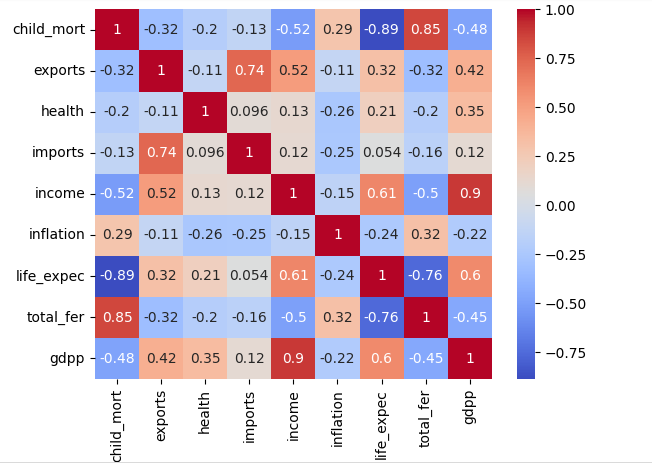 child_mort 1 -0.32 -0.2 -0.13 -0.52 0.29 -0.89 0.85 -0.48
exports -0.32 1 -0.11 0.74 0.52 -0.11 0.32 -0.32 0.42
health -0.2 -0.11 1 0.096 0.13 -0.26 0.21 -0.2 0.35
imports -0.13 0.74 0.096 1 0.12 -0.25 0.054 -0.16 0.12
income -0.52 0.52 0.13 0.12 1 -0.15 0.61 -0.5 0.9
inflation 0.29 -0.11 -0.26 -0.25 -0.15 1 -0.24 0.32 -0.22
life_expec -0.89 0.32 0.21 0.054 0.61 -0.24 1 -0.76 0.6
total_fer 0.85 -0.32 -0.2 -0.16 -0.5 0.32 -0.76 1 -0.45
gdpp -0.48 0.42 0.35 0.12 0.9 -0.22 0.6 -0.45 1
child_mort exports health imports income inflation life_expec total_fer gdpp
1.00
0.75
0.50
0.25
0.00
−0.25
−0.50
−0.75